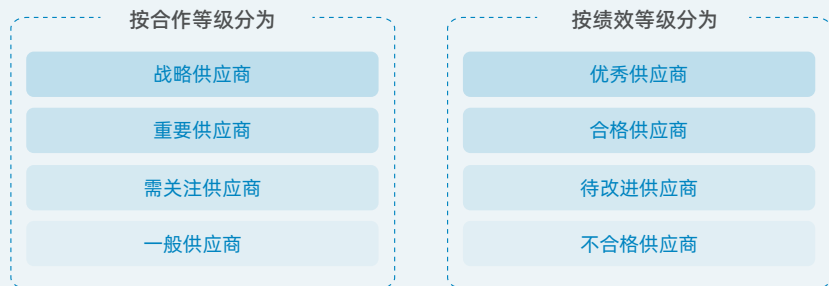 按合作等级分为
战略供应商
重要供应商
需关注供应商
一般供应商
按绩效等级分为
优秀供应商
合格供应商
待改进供应商
不合格供应商